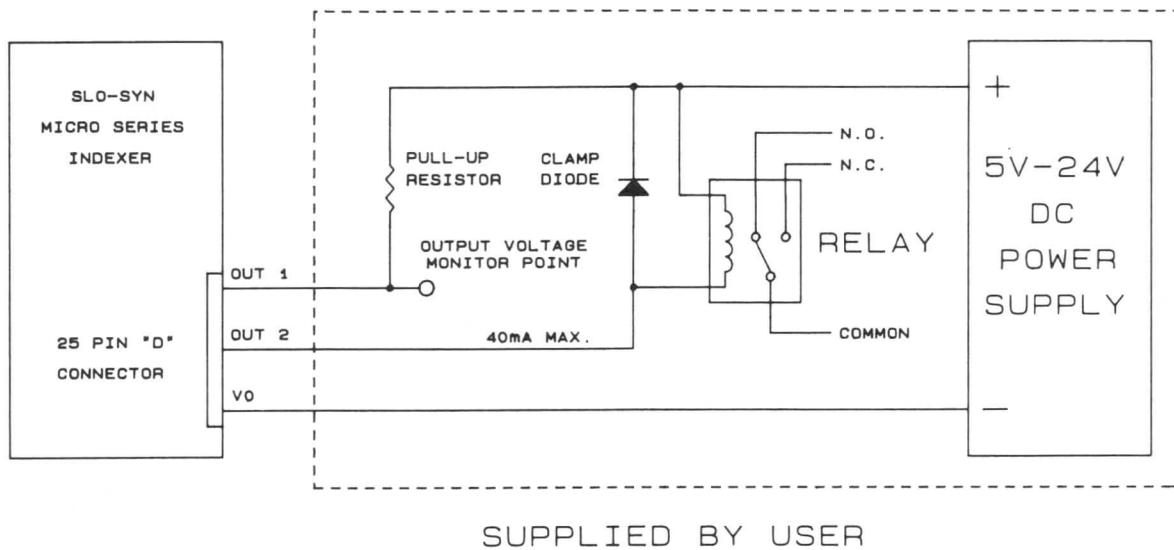 SLO-SYN
MICRO SERIES
INDEXER
25 PIN "D"
CONNECTOR
OUT 1
OUT 2
VO
PULL-UP
RESISTOR
CLAMP
DIODE
OUTPUT VOLTAGE
MONITOR POINT
40mA MAX.
N.O.
N.C.
RELAY
COMMON
+
5V-24V
DC
POWER
SUPPLY
−
SUPPLIED BY USER